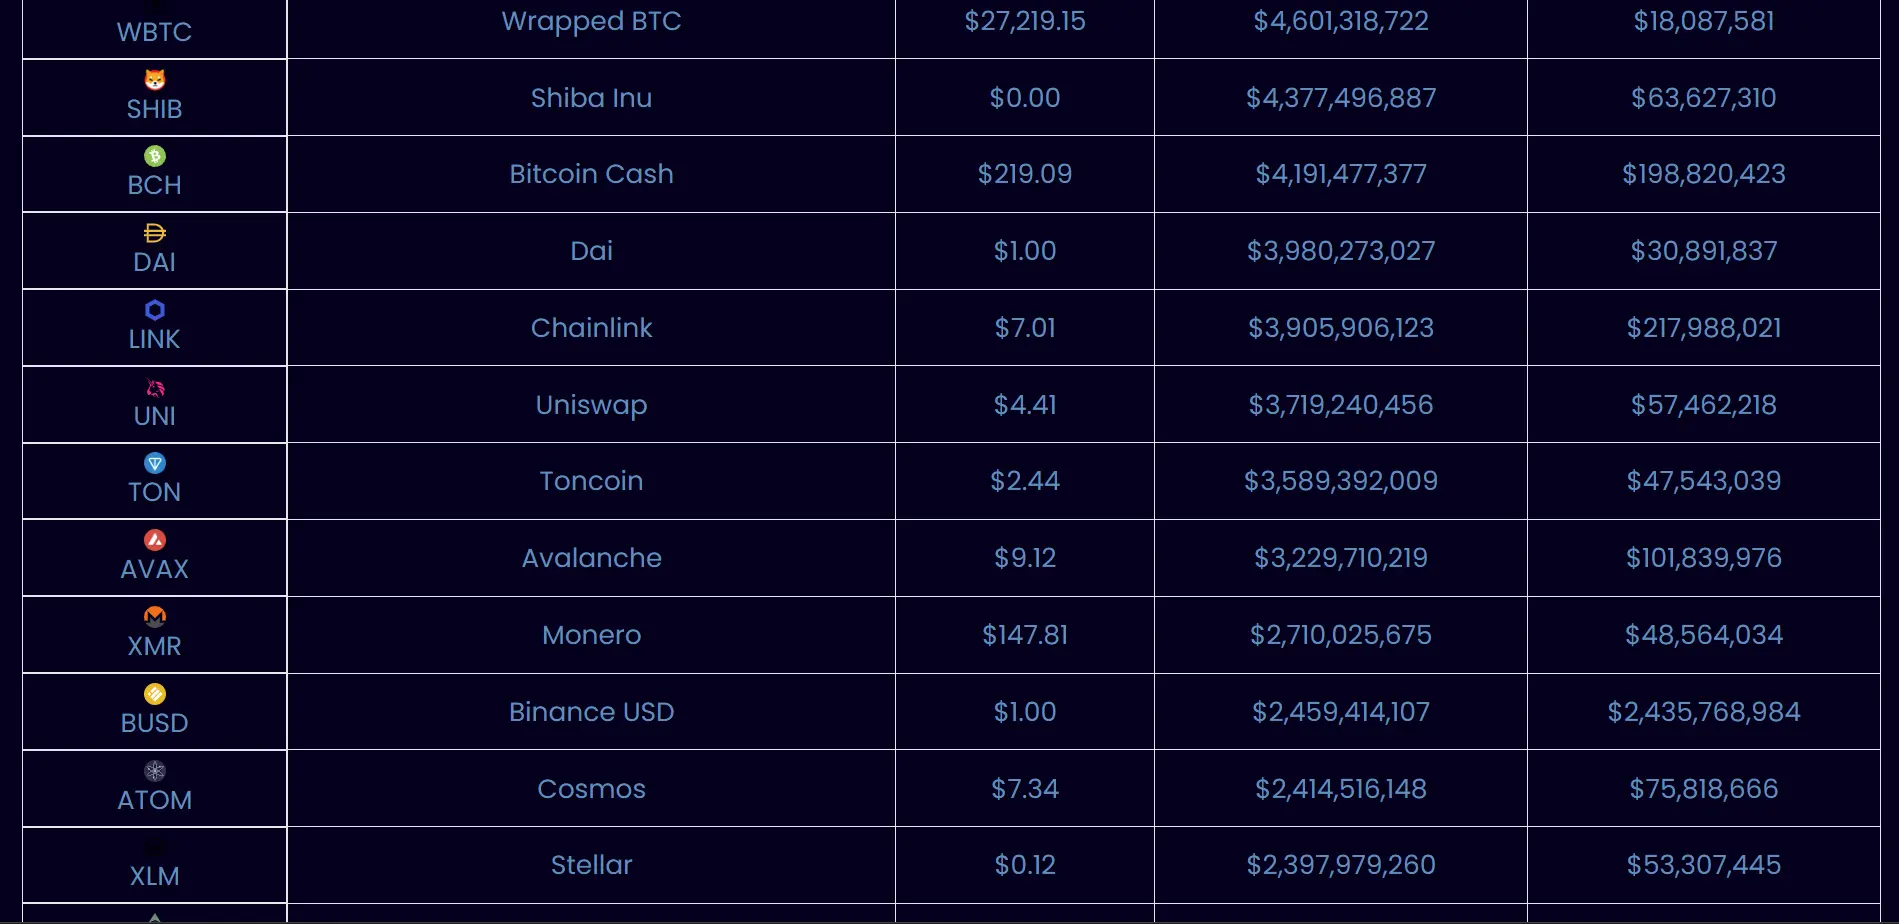 WBTC Wrapped BTC $27,219.15 $4,601,318,722 $18,087,581
SHIB Shiba Inu $0.00 $4,377,496,887 $63,627,310
BCH Bitcoin Cash $219.09 $4,191,477,377 $198,820,423
DAI Dai $1.00 $3,980,273,027 $30,891,837
LINK Chainlink $7.01 $3,905,906,123 $217,988,021
UNI Uniswap $4.41 $3,719,240,456 $57,462,218
TON Toncoin $2.44 $3,589,392,009 $47,543,039
AVAX Avalanche $9.12 $3,229,710,219 $101,839,976
XMR Monero $147.81 $2,710,025,675 $48,564,034
BUSD Binance USD $1.00 $2,459,414,107 $2,435,768,984
ATOM Cosmos $7.34 $2,414,516,148 $75,818,666
XLM Stellar $0.12 $2,397,979,260 $53,307,445